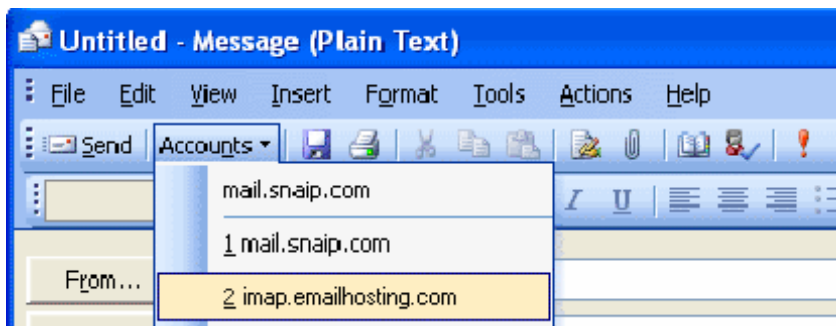 Untitled - Message (Plain Text)
File Edit View Insert Format Tools Actions Help
Send Accounts
mail.snaip.com
I U
1 mail.snaip.com
From...
2 imap.emailhosting.com